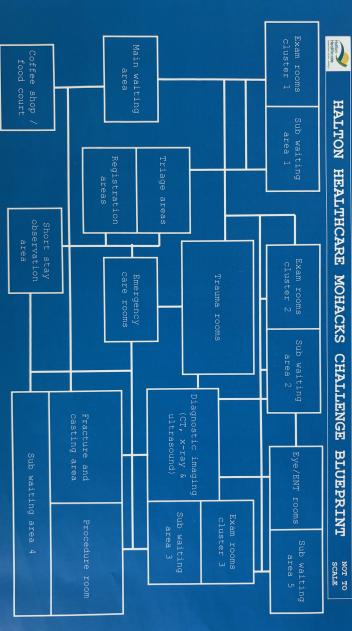 HALTON HEALTHCARE MOHACKS CHALLENGE BLUEPRINT
NOT TO
SCALE
Exam rooms
cluster 1
Sub waiting
area 1
Exam rooms
cluster 2
Sub waiting
area 2
Eye/ENT rooms
Sub waiting
area 5
Main waiting
area
Triage areas
Registration
areas
Trauma rooms
Emergency
care rooms
Diagnostic imaging
(CT, x-ray &
ultrasound)
Exam rooms
cluster 3
Sub waiting
area 3
Coffee shop /
food court
Short stay
observation
area
Fracture and
casting area
Procedure room
Sub waiting area 4